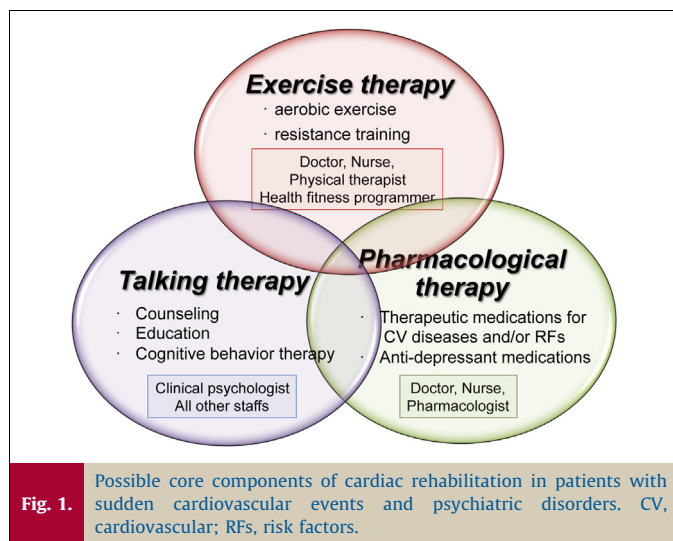 Exercise therapy
· aerobic exercise
· resistance training
Doctor, Nurse,
Physical therapist
Health fitness programmer
Talking therapy
· Counseling
· Education
· Cognitive behavior therapy
Clinical psychologist
All other staffs
Pharmacological
therapy
· Therapeutic medications for
CV diseases and/or RFs
· Anti-depressant medications
Doctor, Nurse,
Pharmacologist
Fig. 1.
Possible core components of cardiac rehabilitation in patients with
sudden cardiovascular events and psychiatric disorders. CV,
cardiovascular; RFs, risk factors.